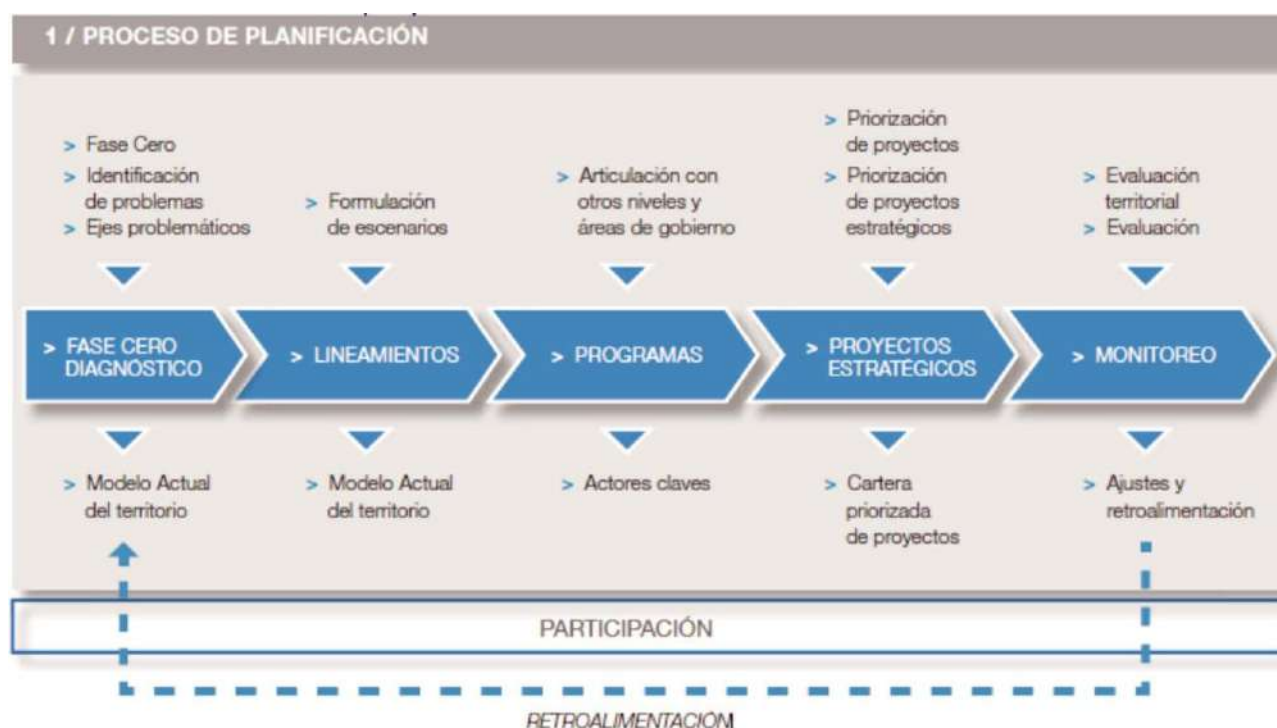 1 / PROCESO DE PLANIFICACIÓN
> Fase Cero
> Identificación
de problemas
> Ejes problemáticos
> Formulación
de escenarios
> Articulación con
otros niveles y
áreas de gobierno
> Priorización
de proyectos
> Priorización
de proyectos
estratégicos
> Evaluación
territorial
> Evaluación
> FASE CERO
DIAGNÓSTICO
> LINEAMIENTOS
> PROGRAMAS
> PROYECTOS
ESTRATÉGICOS
> MONITOREO
> Modelo Actual
del territorio
> Modelo Actual
del territorio
> Actores claves
> Cartera
priorizada
de proyectos
> Ajustes y
retroalimentación
PARTICIPACIÓN
RETROALIMENTACIÓN